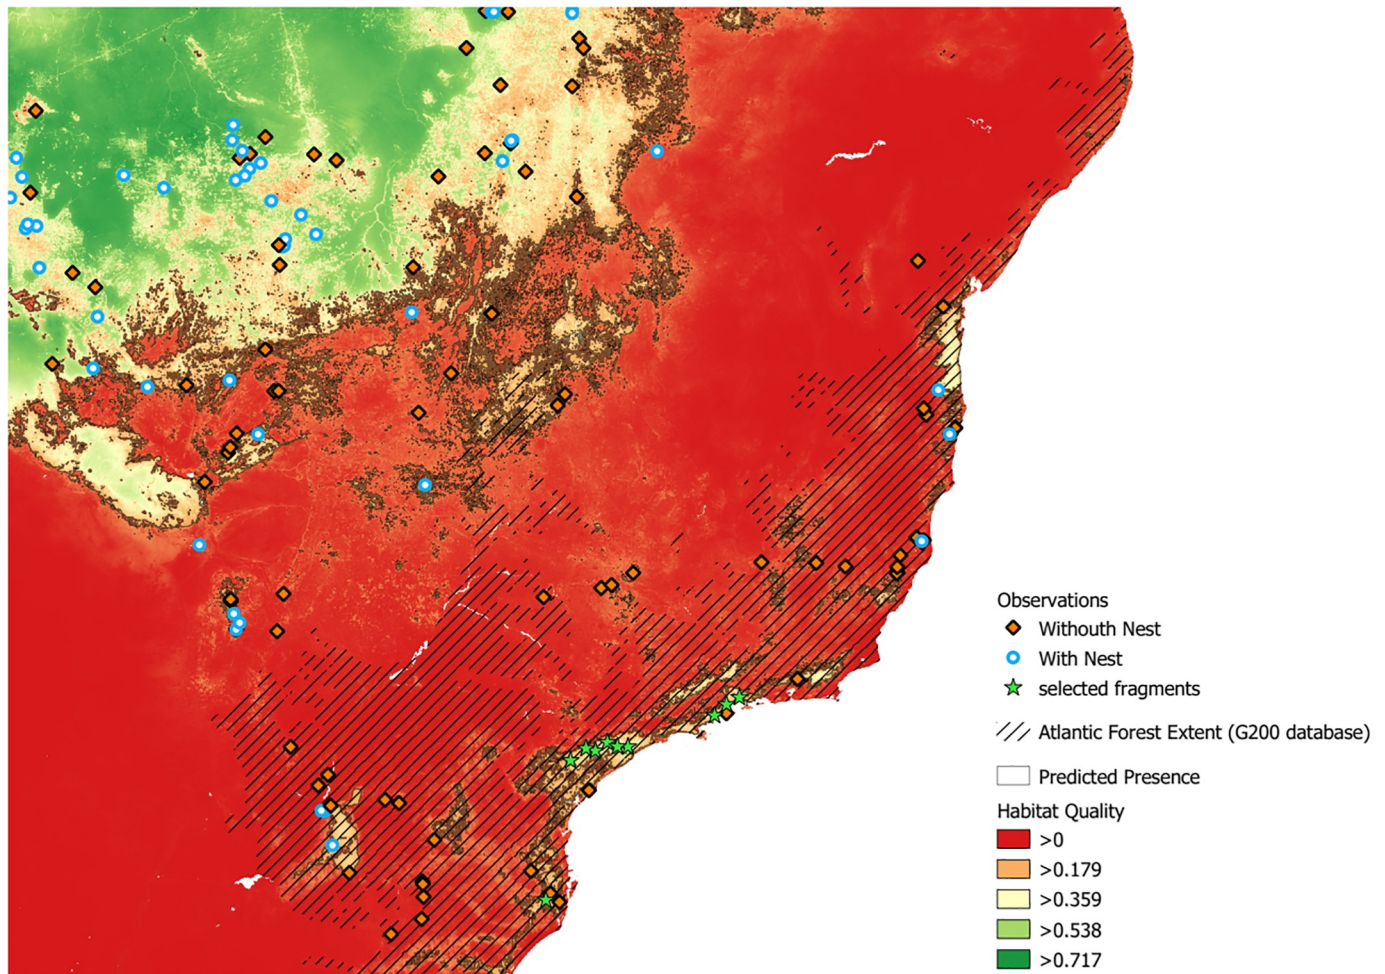 Observations
Withouth Nest
With Nest
selected fragments
Atlantic Forest Extent (G200 database)
Predicted Presence
Habitat Quality
>0
>0.179
>0.359
>0.538
>0.717